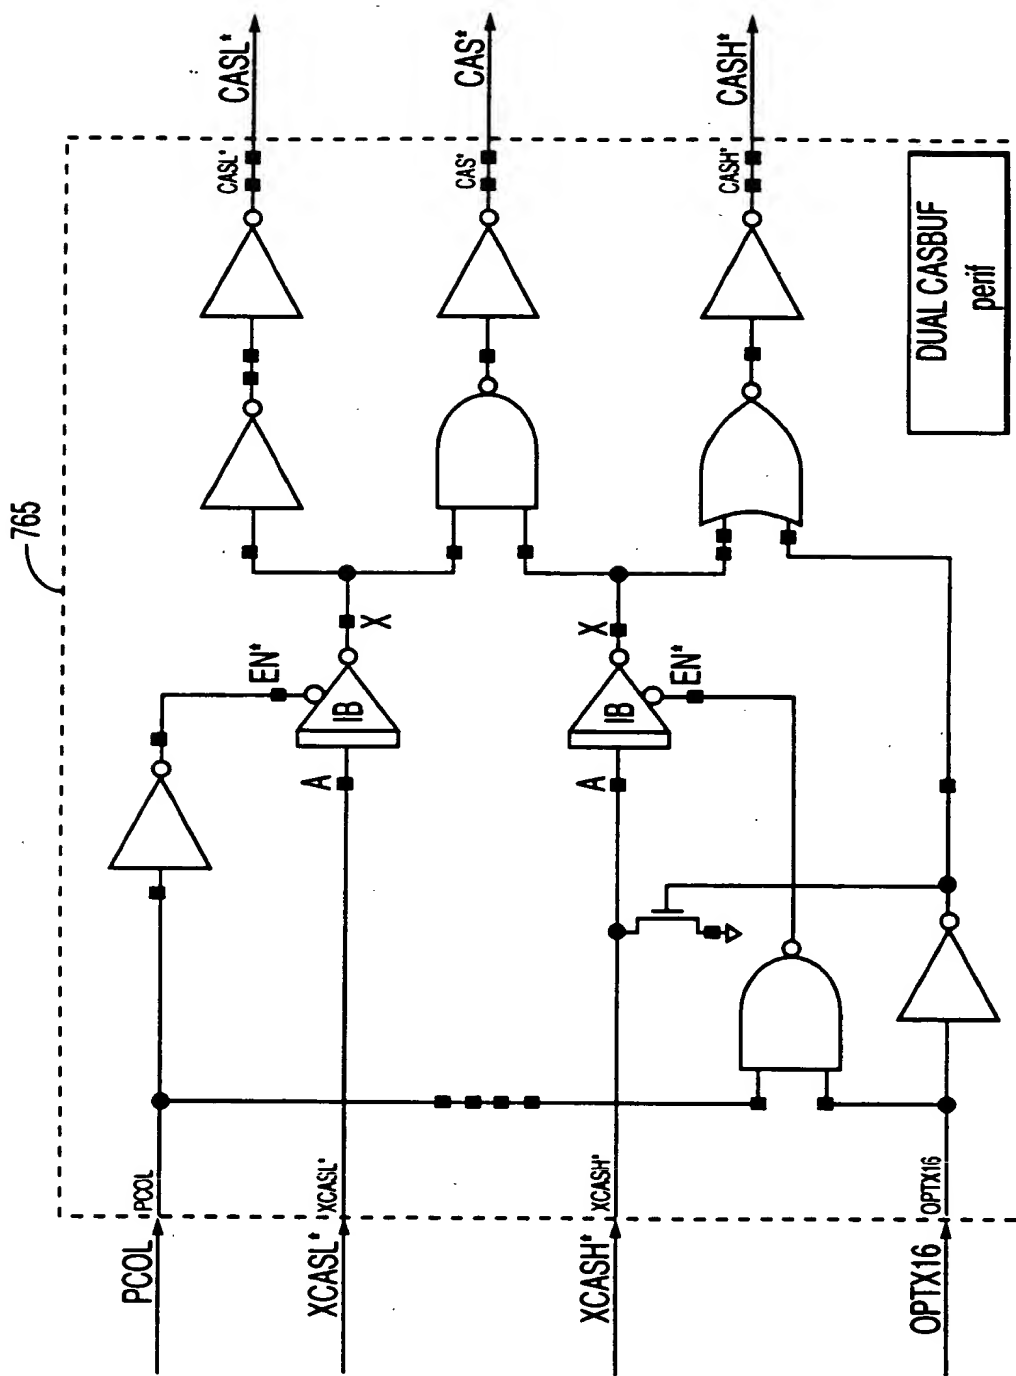 765
PCOL
PCOL
XCASL*
XCASL*
XCASH*
XCASH*
OPTX16
OPTX16
EN*
A
IB
X
A
IB
X
EN*
CASL*
CASL*
CAS*
CAS*
CASH*
CASH*
DUAL CASBUF
perif